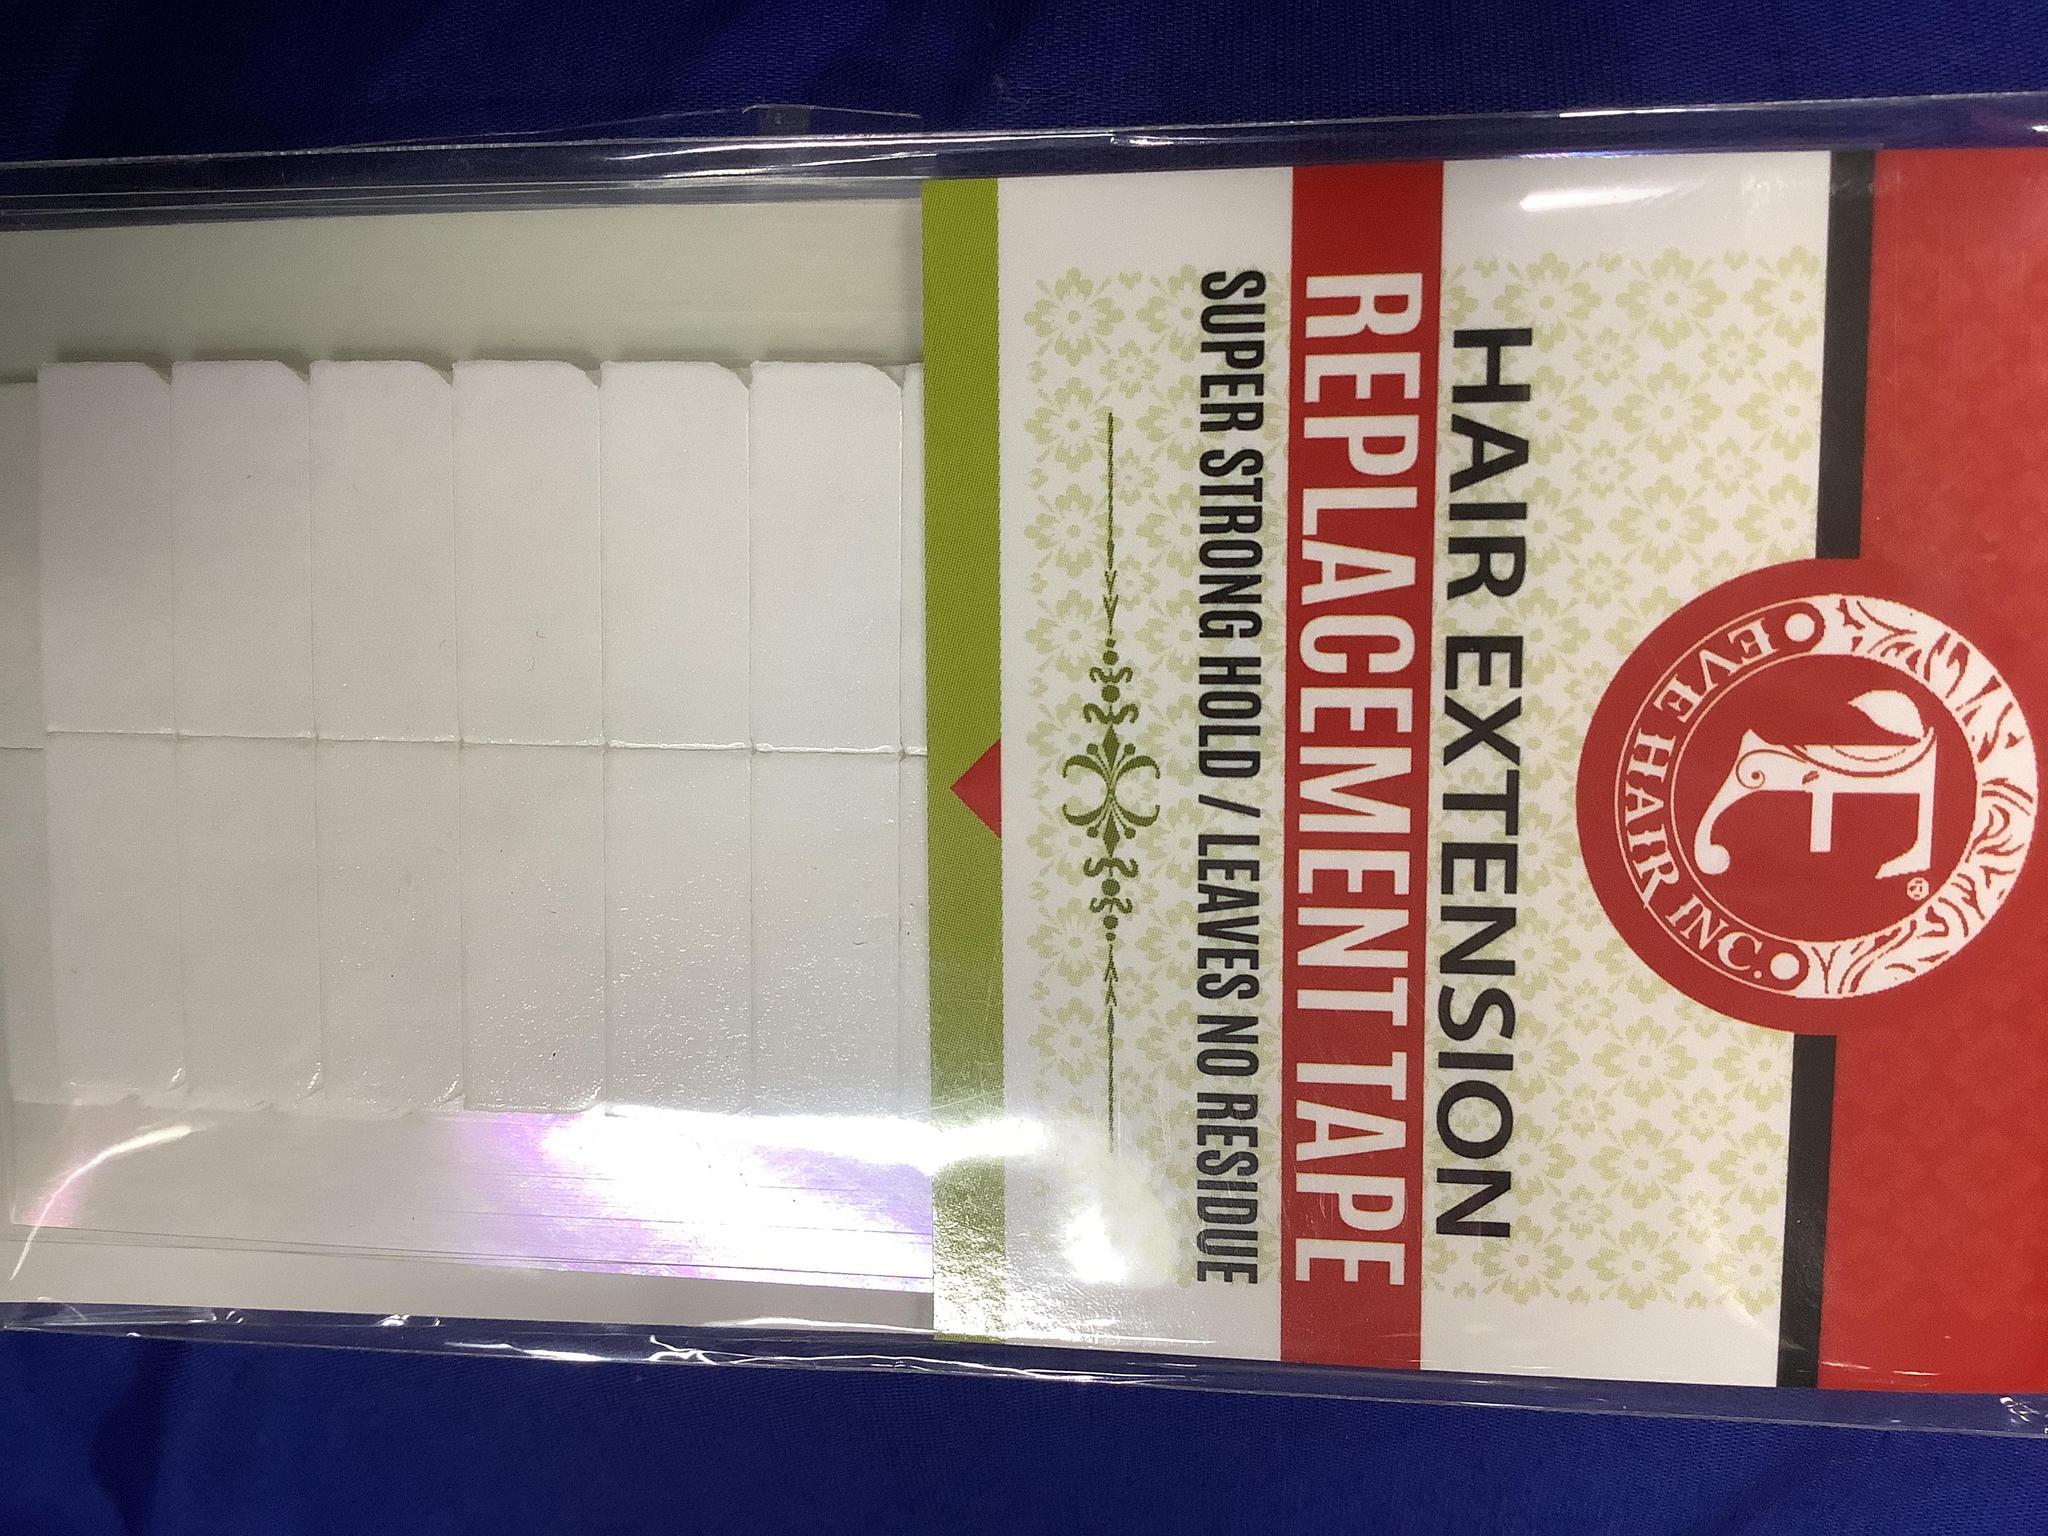 EVE HAIR INC.
E®
HAIR EXTENSION
REPLACEMENT TAPE
SUPER STRONG HOLD / LEAVES NO RESIDUE